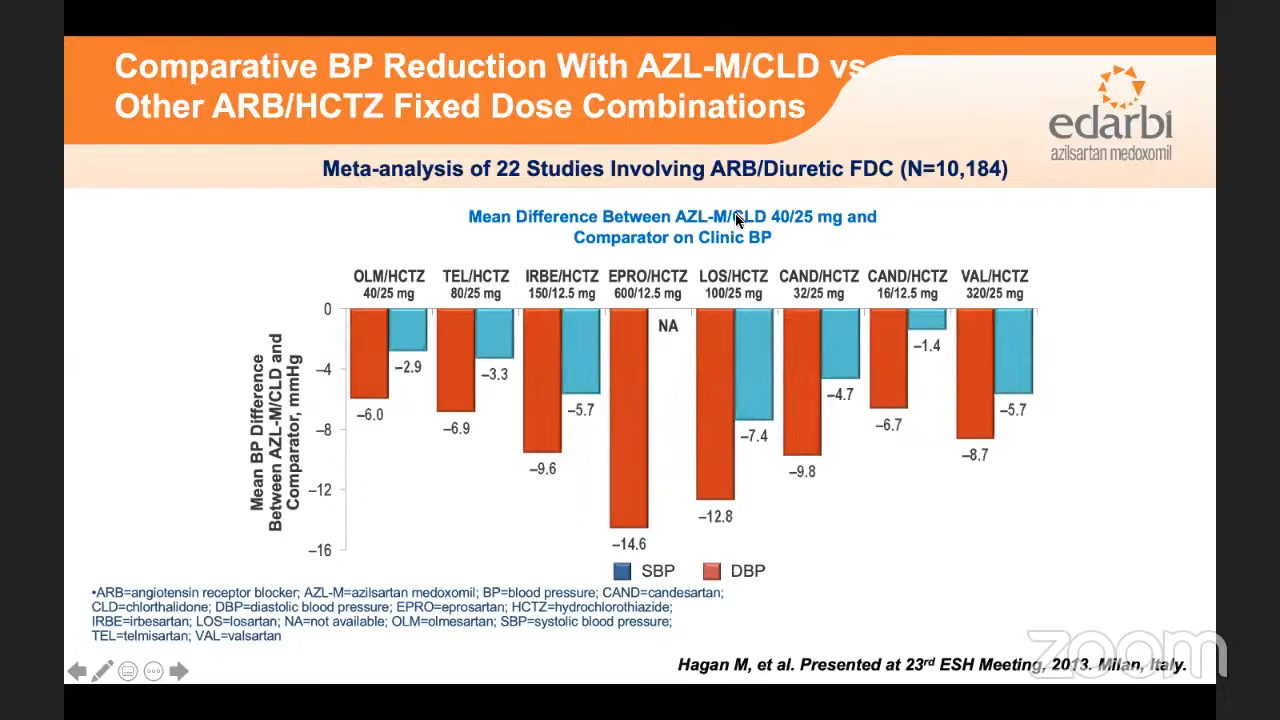 Comparative BP Reduction With AZL-M/CLD vs
Other ARB/HCTZ Fixed Dose Combinations
edarbi
azilsartan medoxomil
Meta-analysis of 22 Studies Involving ARB/Diuretic FDC (N=10,184)
Mean Difference Between AZL-M/CLD 40/25 mg and
Comparator on Clinic BP
OLM/HCTZ TEL/HCTZ IRBE/HCTZ EPRO/HCTZ LOS/HCTZ CAND/HCTZ CAND/HCTZ VAL/HCTZ
40/25 mg 80/25 mg 150/12.5 mg 600/12.5 mg 100/25 mg 32/25 mg 16/12.5 mg 320/25 mg
Mean BP Difference
Between AZL-M/CLD and
Comparator, mmHg
0
–4
–8
–12
–16
–6.0
–2.9
–6.9
–3.3
–9.6
–5.7
–14.6
NA
–12.8
–7.4
–9.8
–4.7
–6.7
–1.4
–8.7
–5.7
SBP DBP
•ARB=angiotensin receptor blocker; AZL-M=azilsartan medoxomil; BP=blood pressure; CAND=candesartan;
CLD=chlorthalidone; DBP=diastolic blood pressure; EPRO=eprosartan; HCTZ=hydrochlorothiazide;
IRBE=irbesartan; LOS=losartan; NA=not available; OLM=olmesartan; SBP=systolic blood pressure;
TEL=telmisartan; VAL=valsartan
Hagan M, et al. Presented at 23rd ESH Meeting, 2013. Milan, Italy.
zoom